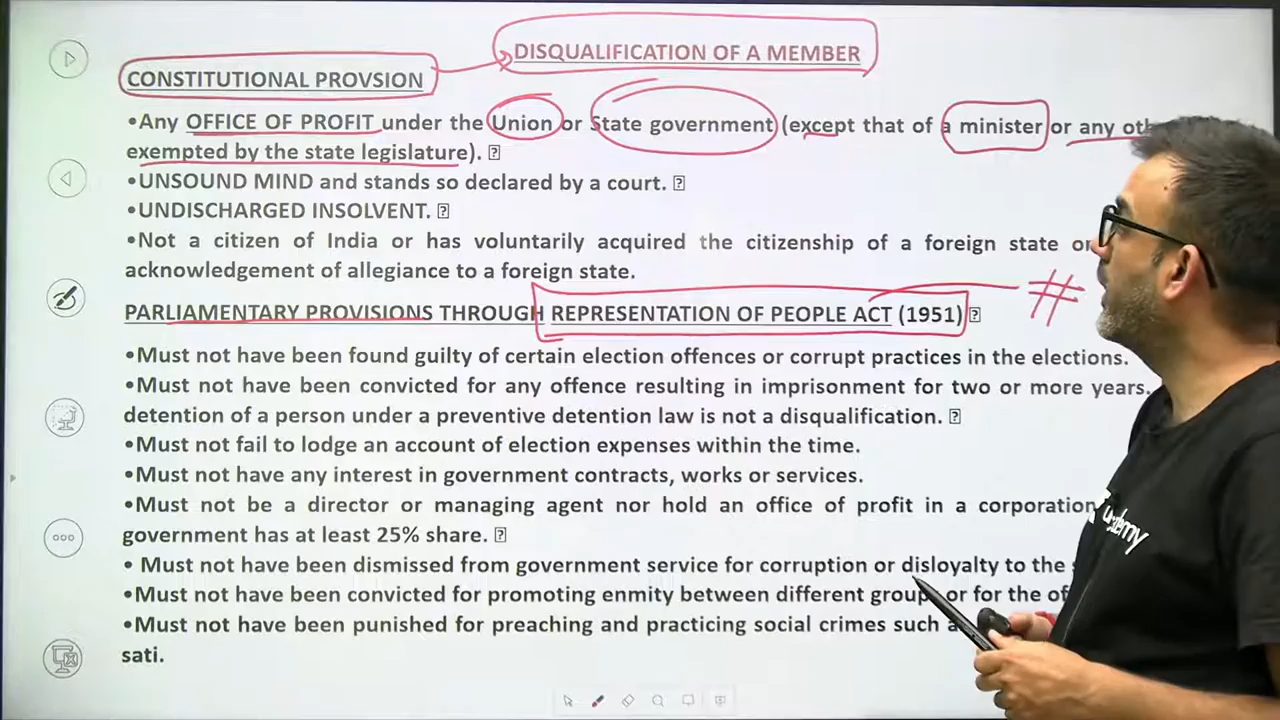 DISQUALIFICATION OF A MEMBER
CONSTITUTIONAL PROVSION
•Any OFFICE OF PROFIT under the Union or State government (except that of a minister or any
exempted by the state legislature).
•UNSOUND MIND and stands so declared by a court.
•UNDISCHARGED INSOLVENT.
•Not a citizen of India or has voluntarily acquired the citizenship of a foreign state or
acknowledgement of allegiance to a foreign state.
PARLIAMENTARY PROVISIONS THROUGH REPRESENTATION OF PEOPLE ACT (1951) #
•Must not have been found guilty of certain election offences or corrupt practices in the elections.
•Must not have been convicted for any offence resulting in imprisonment for two or more years.
detention of a person under a preventive detention law is not a disqualification.
•Must not fail to lodge an account of election expenses within the time.
•Must not have any interest in government contracts, works or services.
•Must not be a director or managing agent nor hold an office of profit in a corporation
government has at least 25% share.
• Must not have been dismissed from government service for corruption or disloyalty to the
•Must not have been convicted for promoting enmity between different group or for the
•Must not have been punished for preaching and practicing social crimes such
sati.